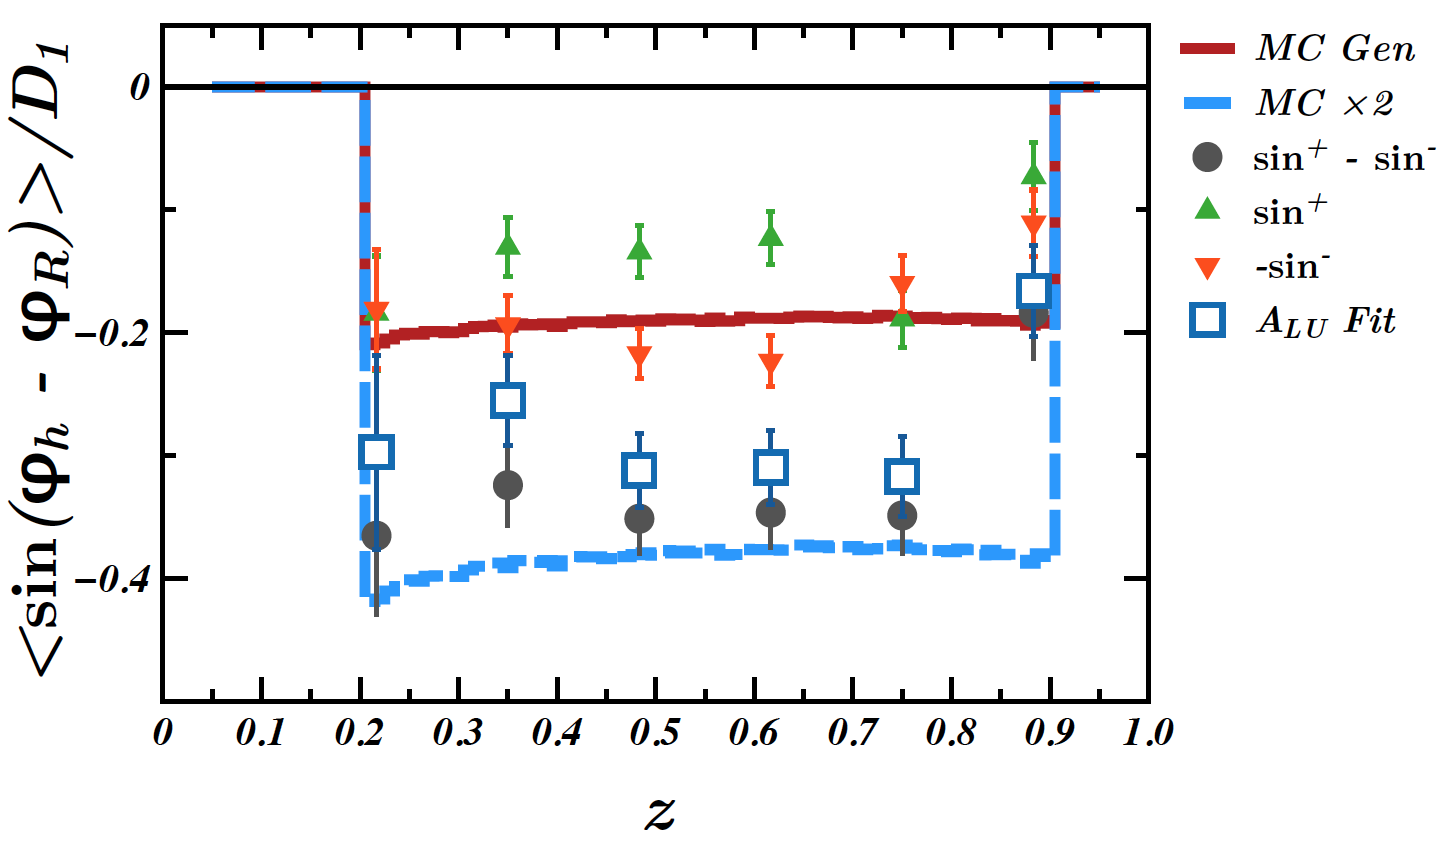 <sin(φh - φR)>/D1
0
−0.2
−0.4
0 0.1 0.2 0.3 0.4 0.5 0.6 0.7 0.8 0.9 1.0
z
MC Gen
MC ×2
sin+ - sin-
sin+
-sin-
ALU Fit